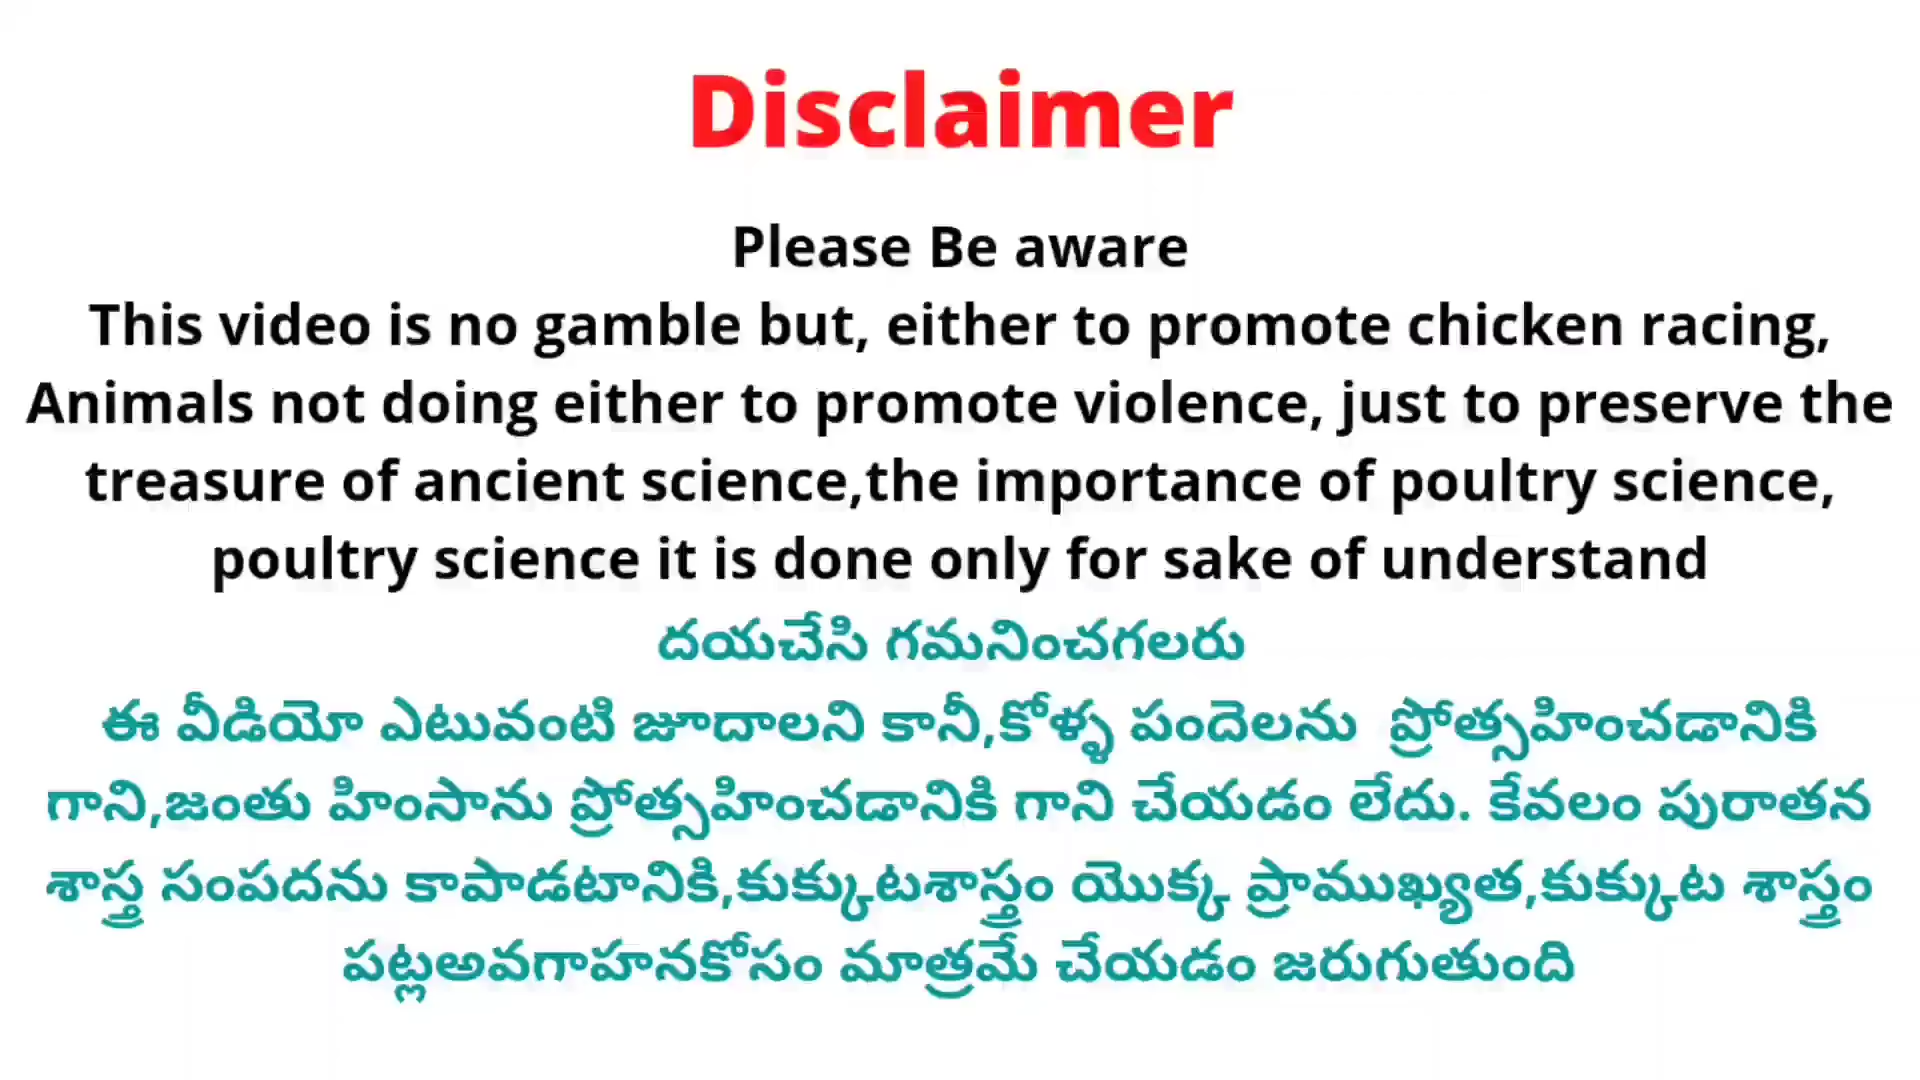 Disclaimer
Please Be aware
This video is no gamble but, either to promote chicken racing,
Animals not doing either to promote violence, just to preserve the
treasure of ancient science,the importance of poultry science,
poultry science it is done only for sake of understand
దయచేసి గమనించగలరు
ఈ వీడియో ఎటువంటి జూదాలని కానీ,కోళ్ళ పందెలను ప్రోత్సహించడానికి
గాని,జంతు హింసాను ప్రోత్సహించడానికి గాని చేయడం లేదు. కేవలం పురాతన
శాస్త్ర సంపదను కాపాడటానికి,కుక్కుటశాస్త్రం యొక్క ప్రాముఖ్యత,కుక్కుట శాస్త్రం
పట్లఅవగాహనకోసం మాత్రమే చేయడం జరుగుతుంది